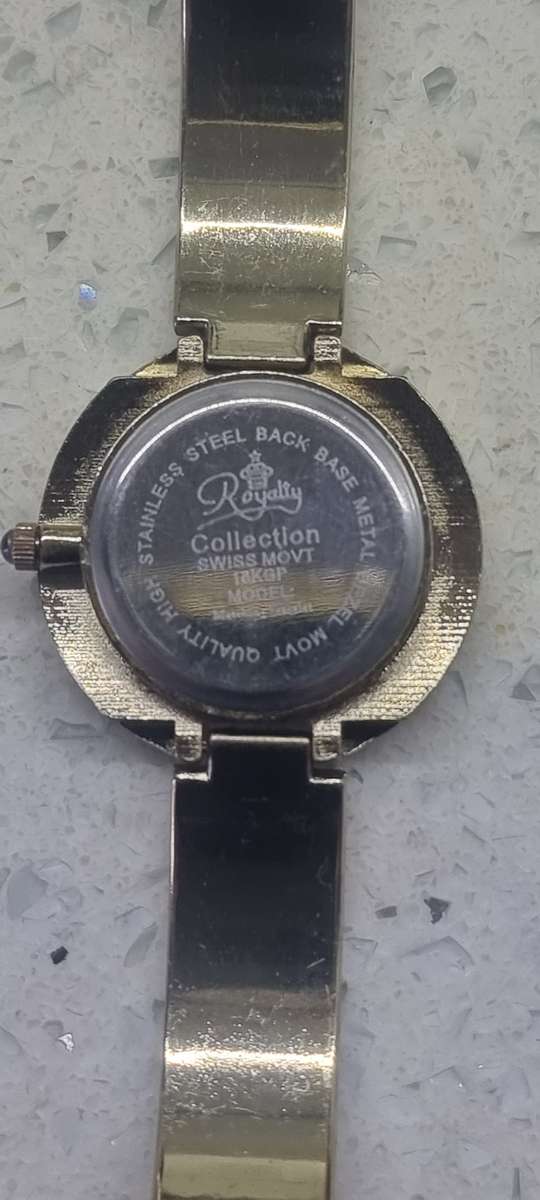 STAINLESS STEEL BACK BASE METAL
Royalty
Collection
SWISS MOVT
18KGP
MODEL:
MOVT QUALITY HIGH